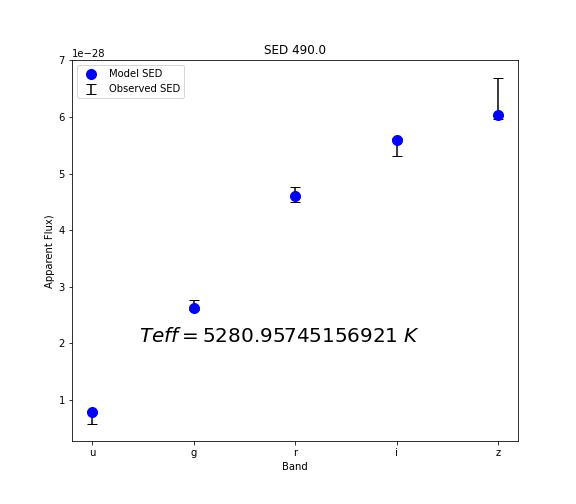 SED 490.0
1e−28
7
Model SED
Observed SED
6
5
4
3
2
1
Apparent Flux)
Teff = 5280.95745156921 K
u g r i z
Band